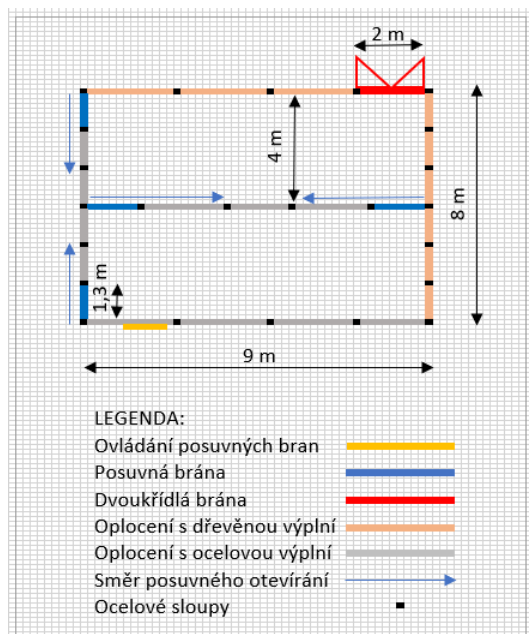 2 m
4 m
8 m
1,3 m
9 m
LEGENDA:
Ovládání posuvných bran
Posuvná brána
Dvoukřídlá brána
Oplocení s dřevěnou výplní
Oplocení s ocelovou výplní
Směr posuvného otevírání
Ocelové sloupy